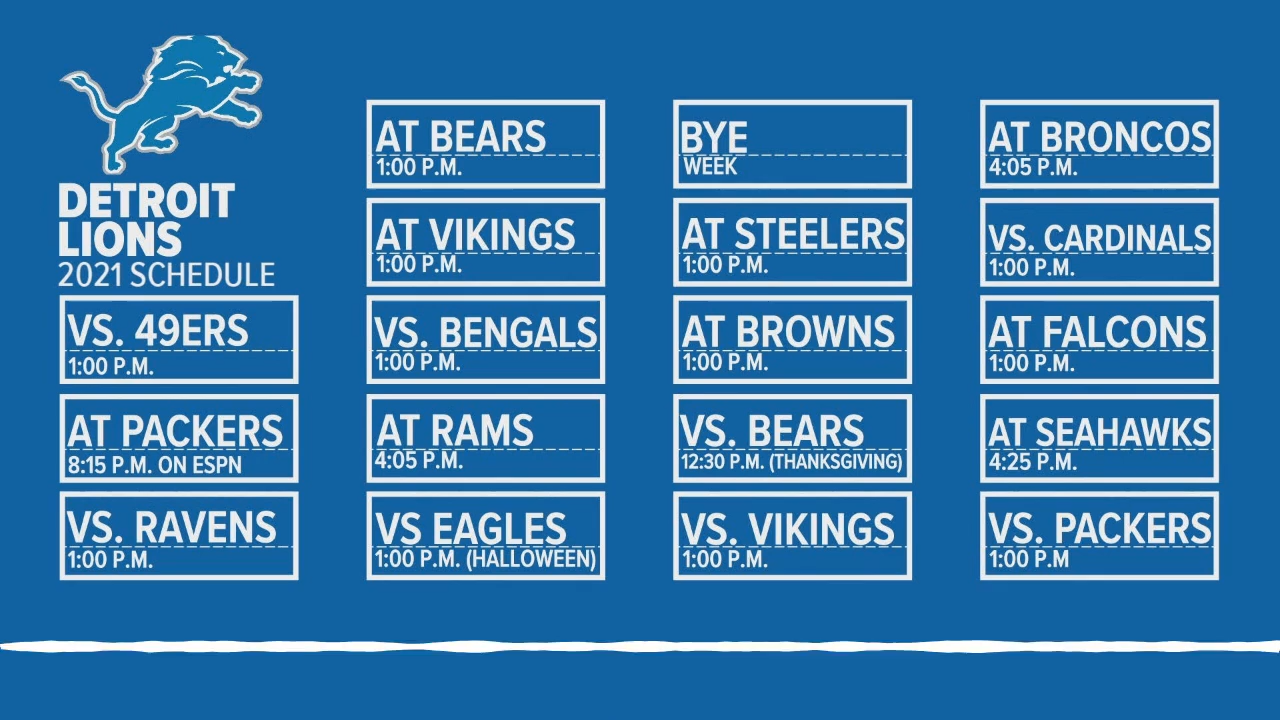 DETROIT
LIONS
2021 SCHEDULE
VS. 49ERS
1:00 P.M.
AT PACKERS
8:15 P.M. ON ESPN
VS. RAVENS
1:00 P.M.
AT BEARS
1:00 P.M.
AT VIKINGS
1:00 P.M.
VS. BENGALS
1:00 P.M.
AT RAMS
4:05 P.M.
VS EAGLES
1:00 P.M. (HALLOWEEN)
BYE
WEEK
AT STEELERS
1:00 P.M.
AT BROWNS
1:00 P.M.
VS. BEARS
12:30 P.M. (THANKSGIVING)
VS. VIKINGS
1:00 P.M.
AT BRONCOS
4:05 P.M.
VS. CARDINALS
1:00 P.M.
AT FALCONS
1:00 P.M.
AT SEAHAWKS
4:25 P.M.
VS. PACKERS
1:00 P.M